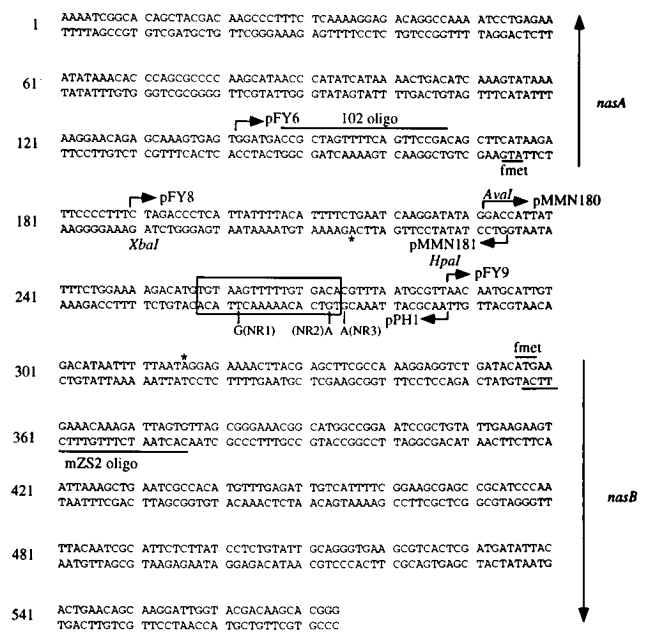 1 AAAATCGGCA CAGCTACGAC AAGCCCTTTC TCAAAAGGAG ACAGGCCAAA ATCCTGAGAA
TTTTAGCCGT GTCGATGCTG TTCGGGAAAG AGTTTTCCTC TGTCCGGTTT TAGGACTCTT
61 ATATAAACAC CCAGCGCCCC AAGCATAACC CATATCATAA AACTGACATC AAAGTATAAA
TATATTTGTG GGTCGCGGGG TTCGTATTGG GTATAGTATT TTGACTGTAG TTTCATATTT
nasA
pFY6 102 oligo
121 AAGGAACAGA GCAAAGTGAG TGGATGACCG CTAGTTTTCA GTTCCGACAG CTTCATAAGA
TTCCTTGTCT CGTTTCACTC ACCTACTGGC GATCAAAAGT CAAGGCTGTC GAAGTATTCT
fmet
pFY8 AvaI pMMN180
181 TTCCCCTTTC TAGACCCTCA TTATTTTACA TTTTCTGAAT CAAGGATATA GGACCATTAT
AAGGGGAAAG ATCTGGGAGT AATAAAATGT AAAAGACTTA GTTCCTATAT CCTGGTAATA
XbaI * pMMN181
HpaI pFY9
241 TTTCTGGAAA AGACATGTGT AAGTTTTTGT GACACGTTTA ATGCGTTAAC AATGCATTGT
AAAGACCTTT TCTGTACACA TTCAAAAACA CTGTGCAAAT TACGCAATTG TTACGTAACA
G(NR1) (NR2)A A(NR3) pPH1
* fmet
301 GACATAATTT TTAATAGGAG AAAACTTACG AGCTTCGCAA AGGAGGTCTG ATACATGAA
CTGTATTAAA AATTATCCTC TTTTGAATGC TCGAAGCGTT TCCTCCAGAC TATGTACTT
361 GAAACAAAGA TTAGTGTTAG CGGGAAACGG CATGGCCGGA ATCCGCTGTA TTGAAGAAGT
CTTTGTTTCT AATCACAATC GCCCTTTGCC GTACCGGCCT TAGGCGACAT AACTTCTTCA
mZS2 oligo
421 ATTAAAGCTG AATCGCCACA TGTTTGAGAT TGTCATTTTC GGAAGCGAGC CGCATCCCAA
TAATTTCGAC TTAGCGGTGT ACAAACTCTA ACAGTAAAAG CCTTCGCTCG GCGTAGGGTT
nasB
481 TTACAATCGC ATTCTCTTAT CCTCTGTATT GCAGGGTGAA GCGTCACTCG ATGATATTAC
AATGTTAGCG TAAGAGAATA GGAGACATAA CGTCCCACTT CGCAGTGAGC TACTATAATG
541 ACTGAACAGC AAGGATTGGT ACGACAAGCA CGGG
TGACTTGTCG TTCCTAACCA TGCTGTTCGT GCCC